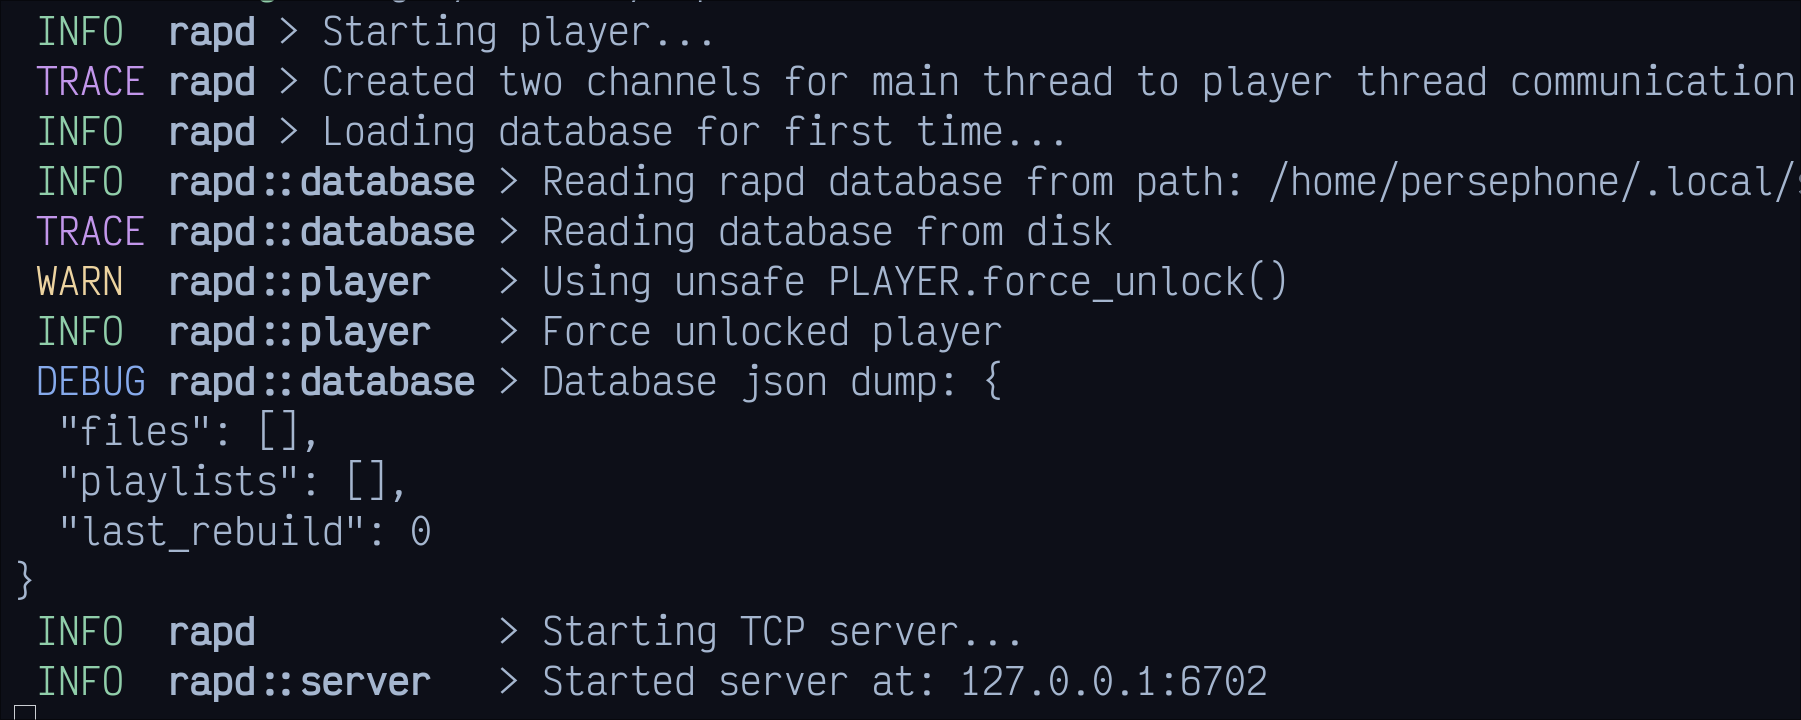 INFO rapd > Starting player...
TRACE rapd > Created two channels for main thread to player thread communication
INFO rapd > Loading database for first time...
INFO rapd::database > Reading rapd database from path: /home/persephone/.local/
TRACE rapd::database > Reading database from disk
WARN rapd::player > Using unsafe PLAYER.force_unlock()
INFO rapd::player > Force unlocked player
DEBUG rapd::database > Database json dump: {
"files": [],
"playlists": [],
"last_rebuild": 0
}
INFO rapd > Starting TCP server...
INFO rapd::server > Started server at: 127.0.0.1:6702